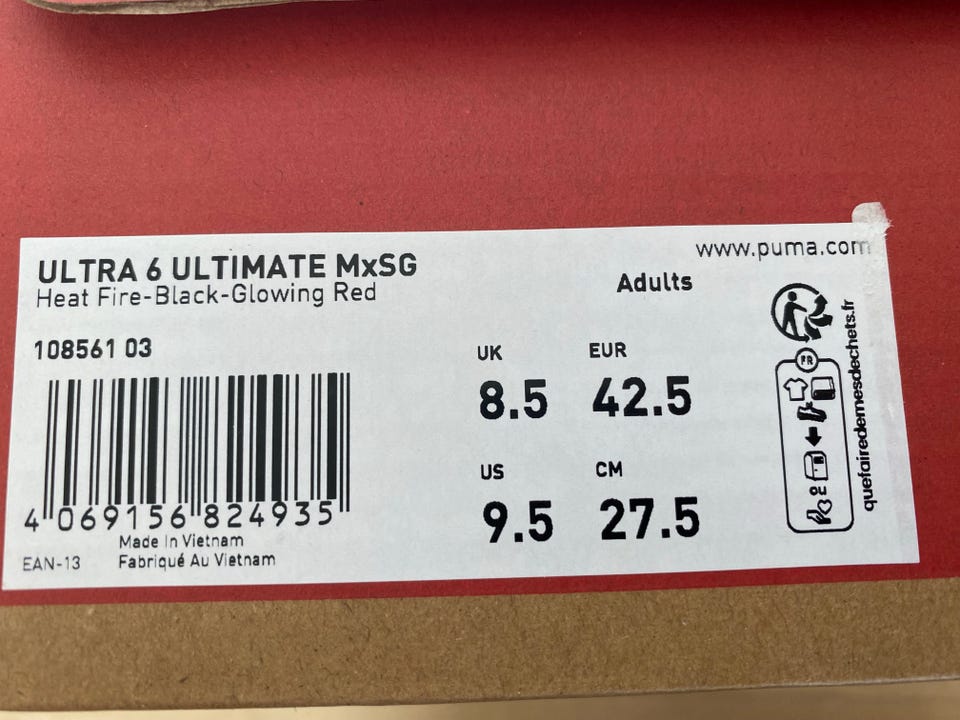 www.puma.com
ULTRA 6 ULTIMATE MxSG
Heat Fire-Black-Glowing Red
Adults
108561 03
UK
EUR
8.5
42.5
US
CM
9.5
27.5
4 069156 824935
EAN-13
Made In Vietnam
Fabriqué Au Vietnam
FR
quefairedemesdechets.fr